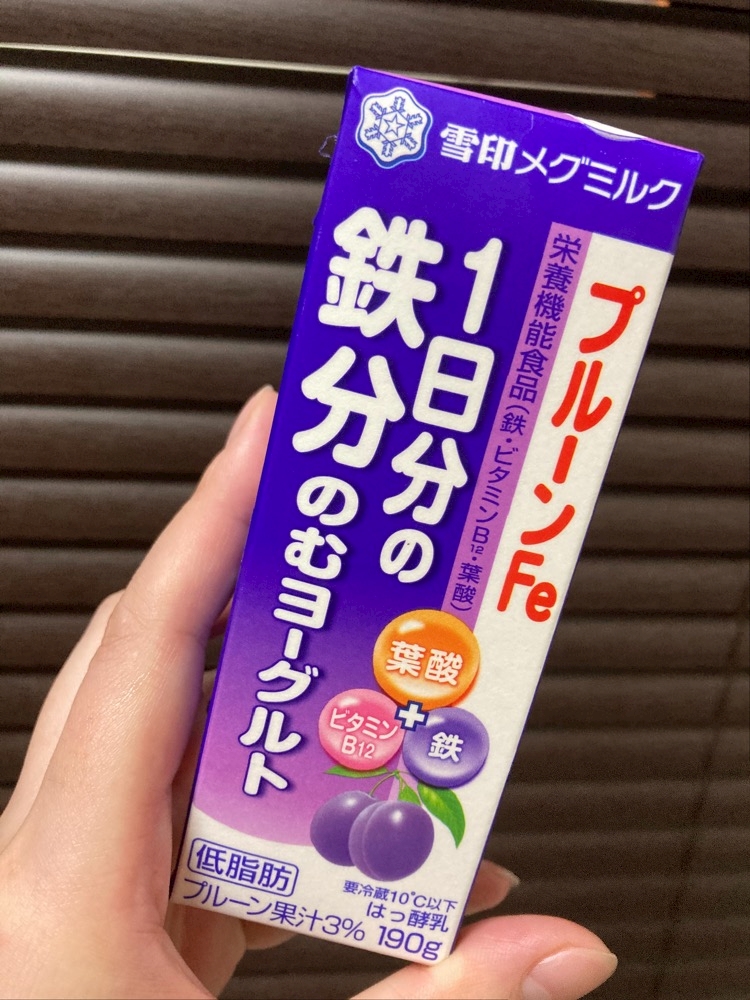 雪印メグミルク
プルーンFe
栄養機能食品(鉄・ビタミンB12・葉酸)
1日分の
鉄分のむヨーグルト
葉酸
+
ビタミン
B12
鉄
低脂肪
プルーン果汁3%
要冷蔵10℃以下
はっ酵乳
190g